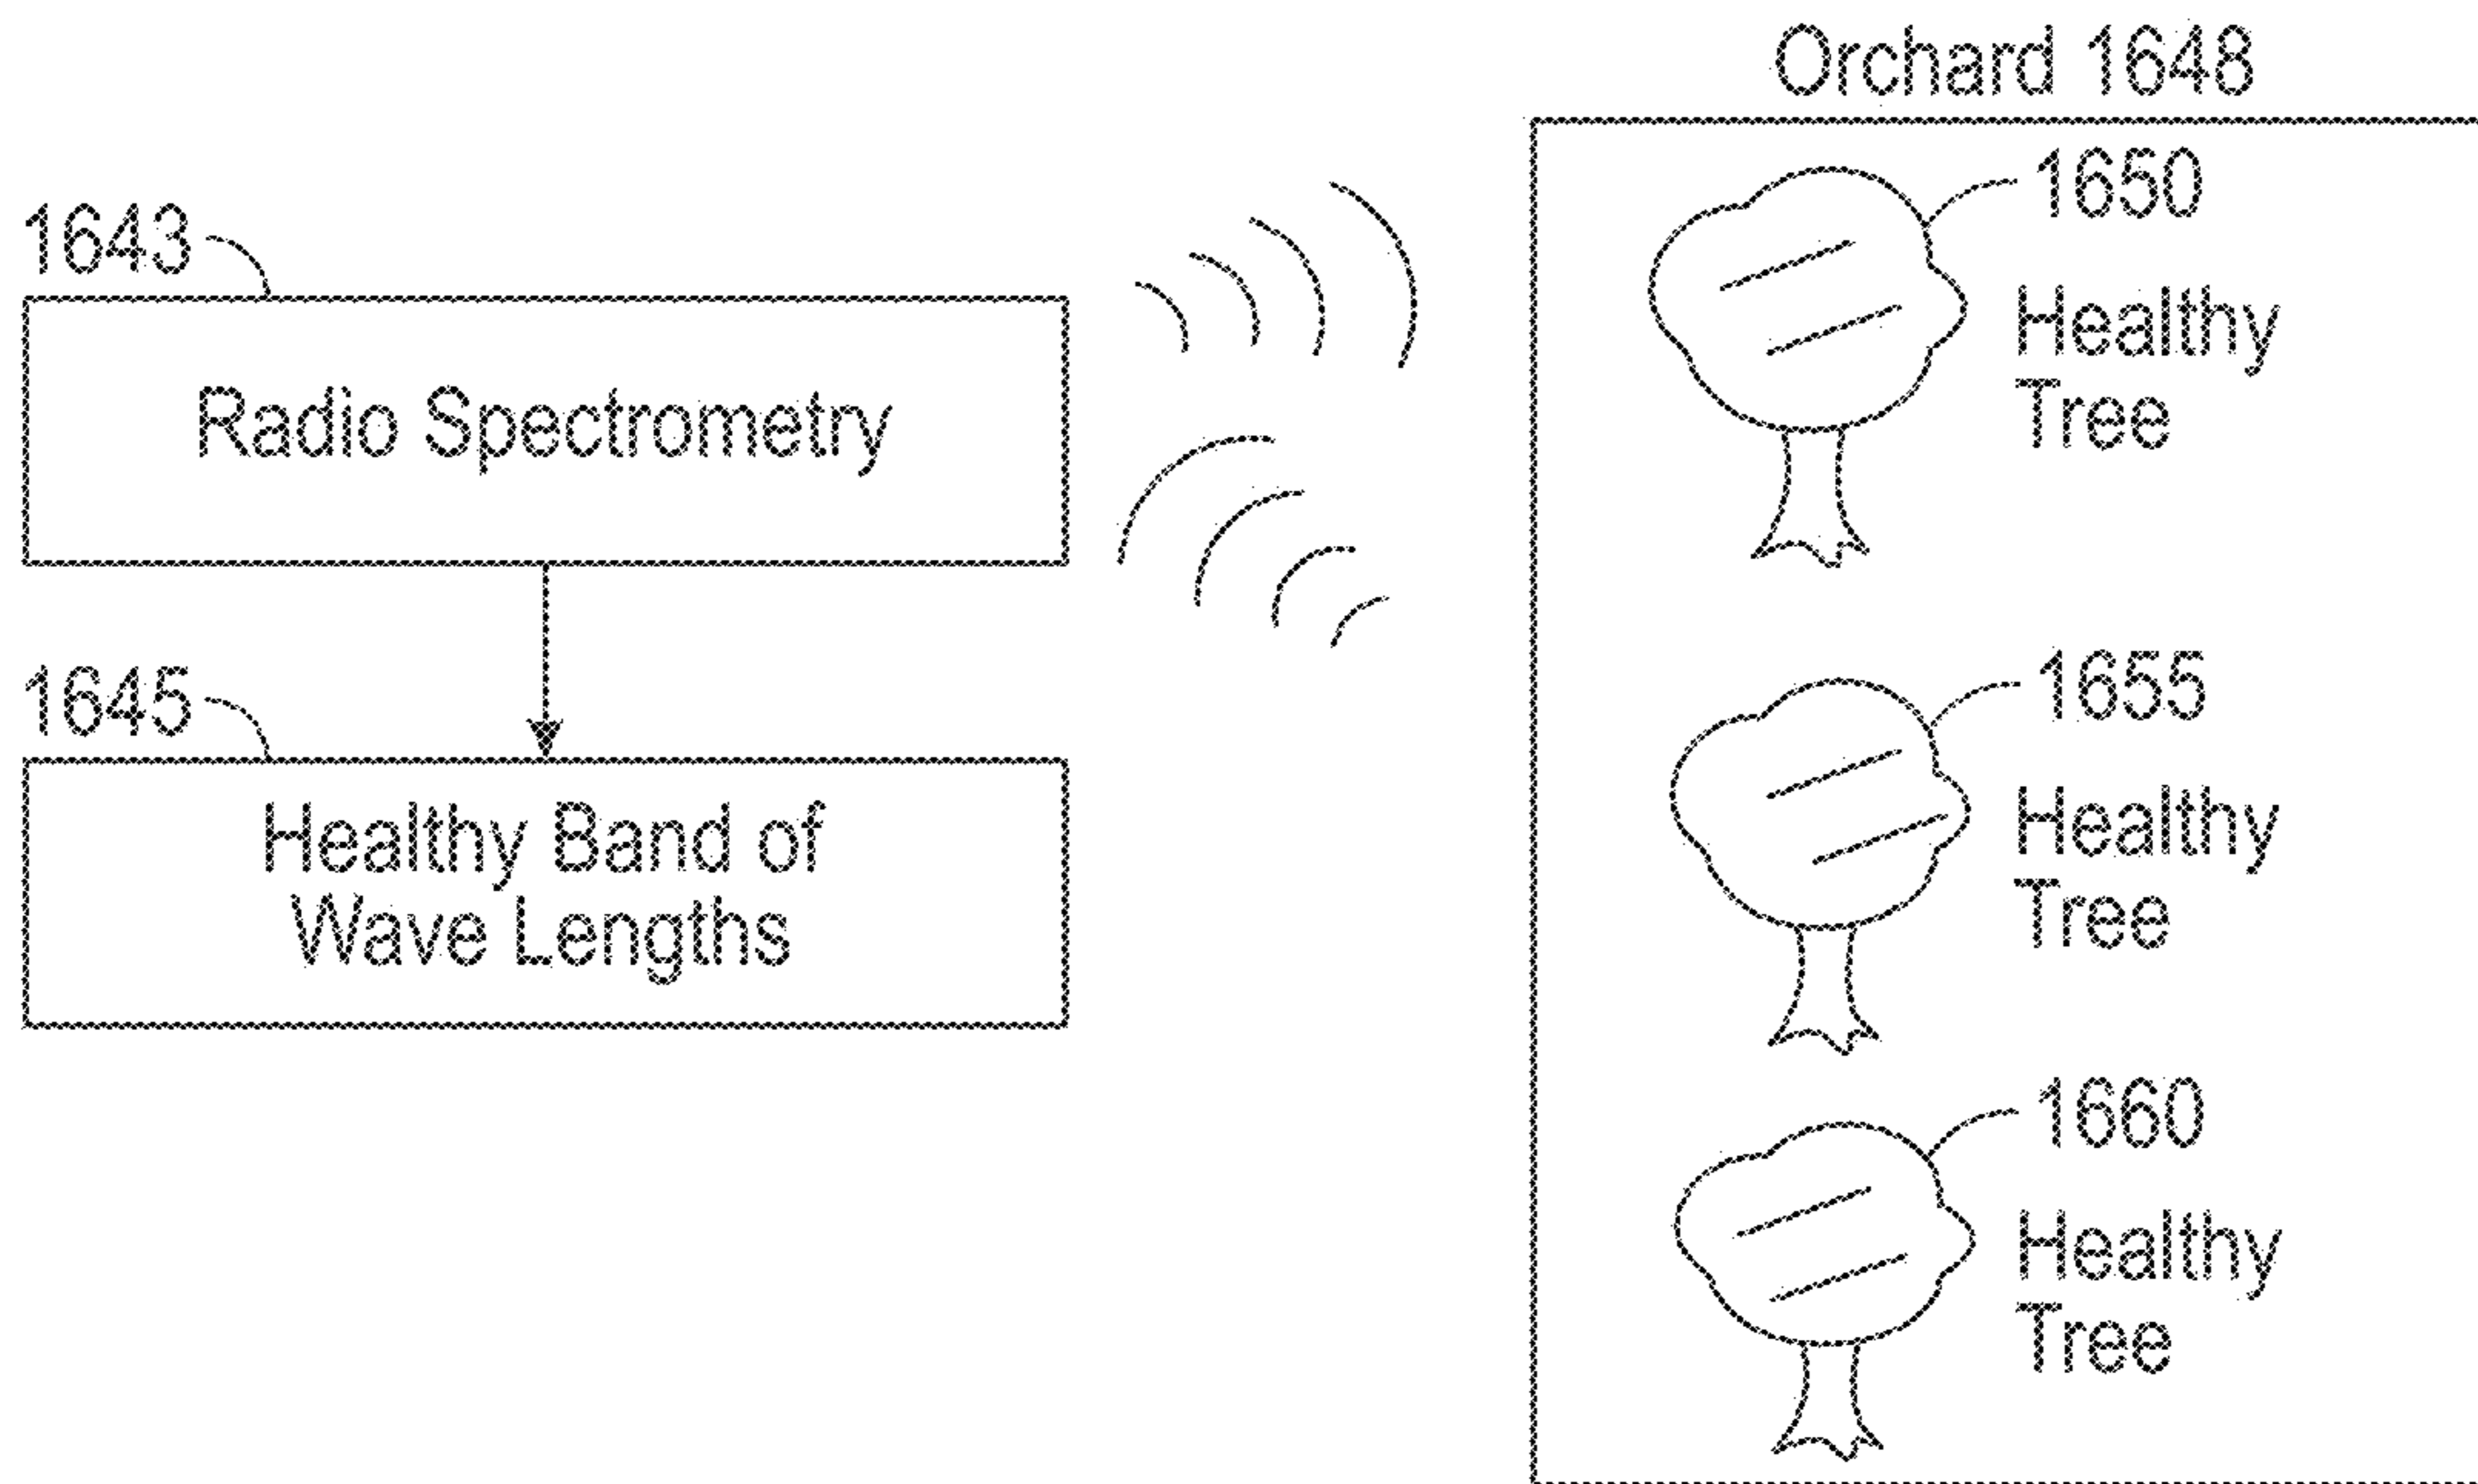 Orchard 1648
1643
Radio Spectrometry
1645
Healthy Band of
Wave Lengths
1650
Healthy
Tree
1655
Healthy
Tree
1660
Healthy
Tree